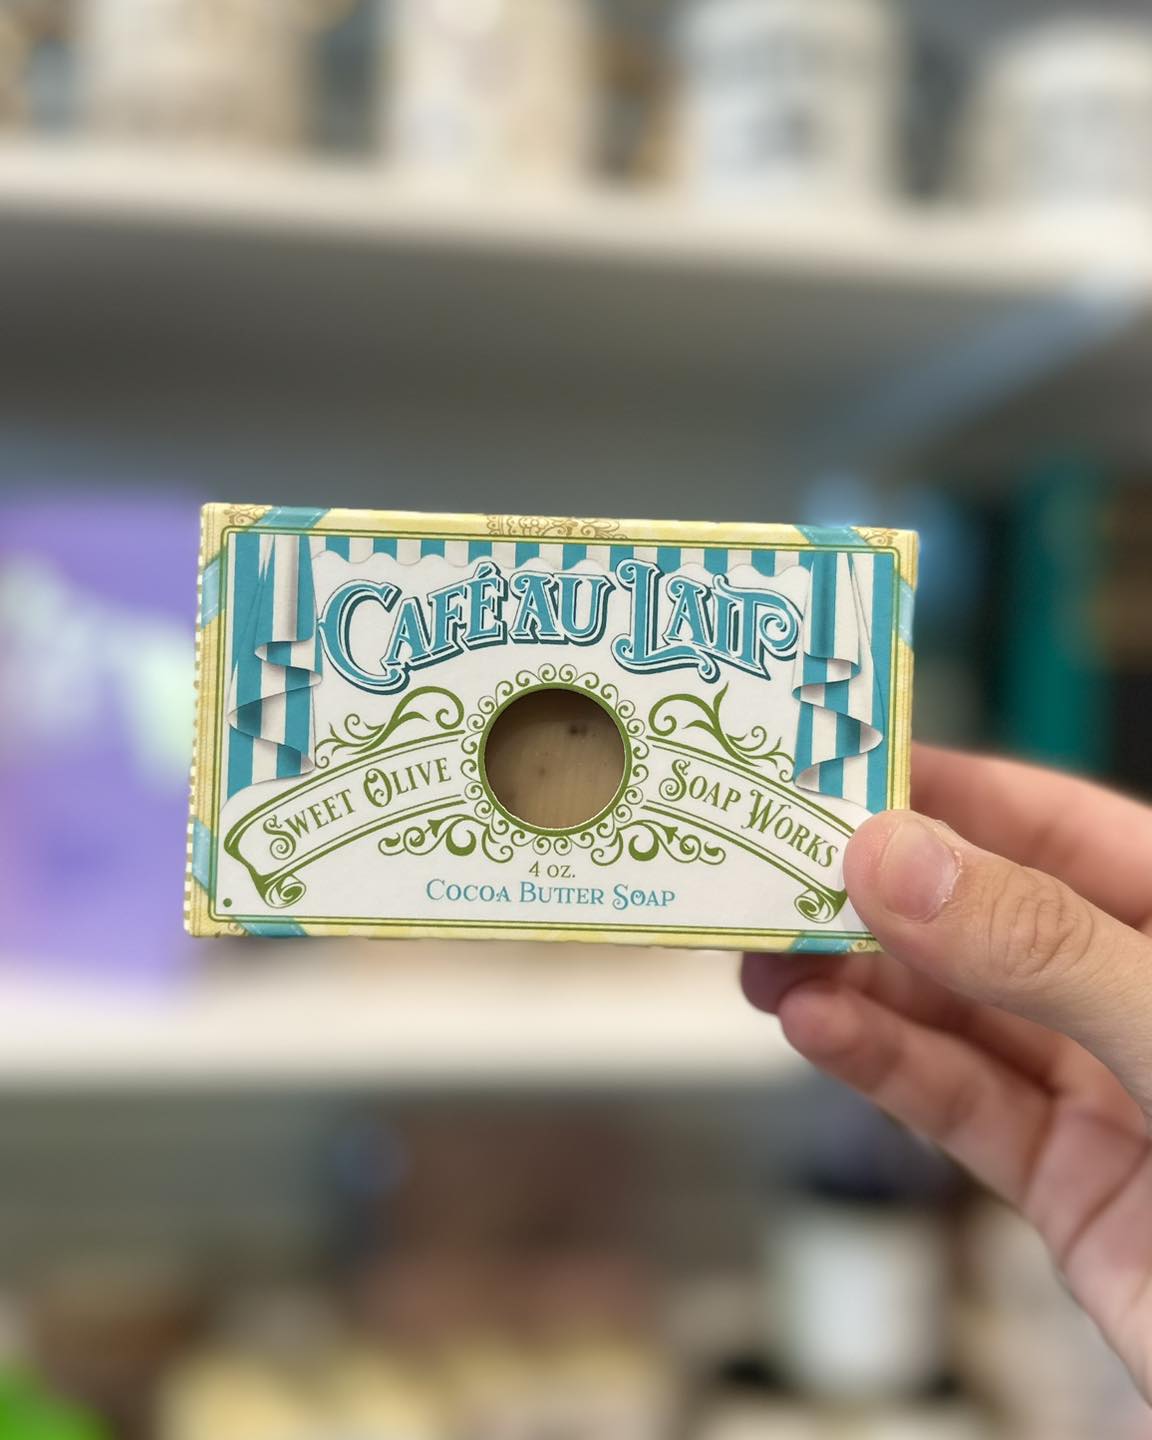 Café au Lait
Sweet Olive Soap Works
4 oz.
Cocoa Butter Soap